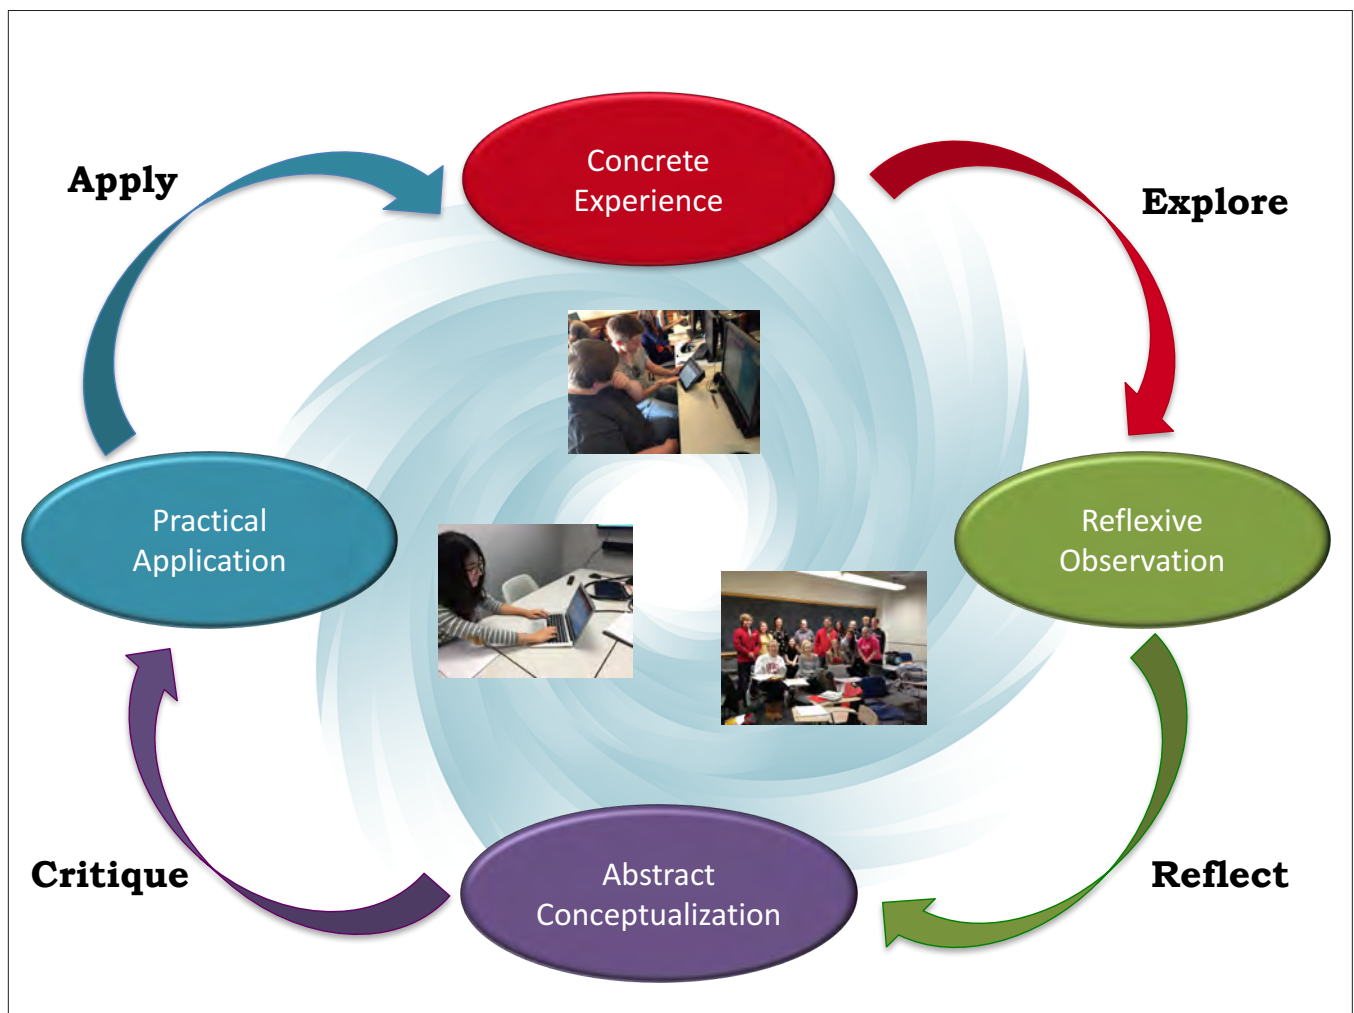 Concrete
Experience
Apply
Explore
Practical
Application
Reflexive
Observation
Critique
Reflect
Abstract
Conceptualization